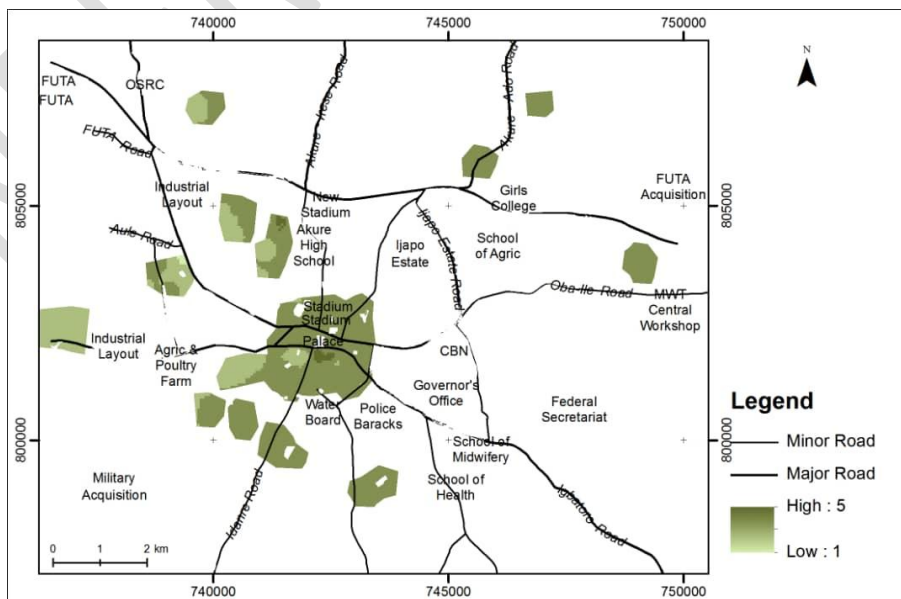 740000
745000
750000
N
FUTA
FUTA
OSRC
FUTA Road
Akure - Irese Road
Akure - Ado Road
805000
805000
Industrial
Layout
New
Stadium
Akure
High
School
Girls
College
FUTA
Acquisition
Aule Road
Ijapo
Estate
Ijapo Estate Road
School
of Agric
Oba-Ile Road
MWT
Central
Workshop
Stadium
Stadium
Palace
Industrial
Layout
Agric &
Poultry
Farm
CBN
Governor's
Office
Federal
Secretariat
Water
Board
Police
Baracks
800000
800000
School of
Midwifery
School of
Health
Military
Acquisition
Idanre Road
Igbatoro Road
0 1 2 km
740000
745000
750000
Legend
Minor Road
Major Road
High : 5
Low : 1